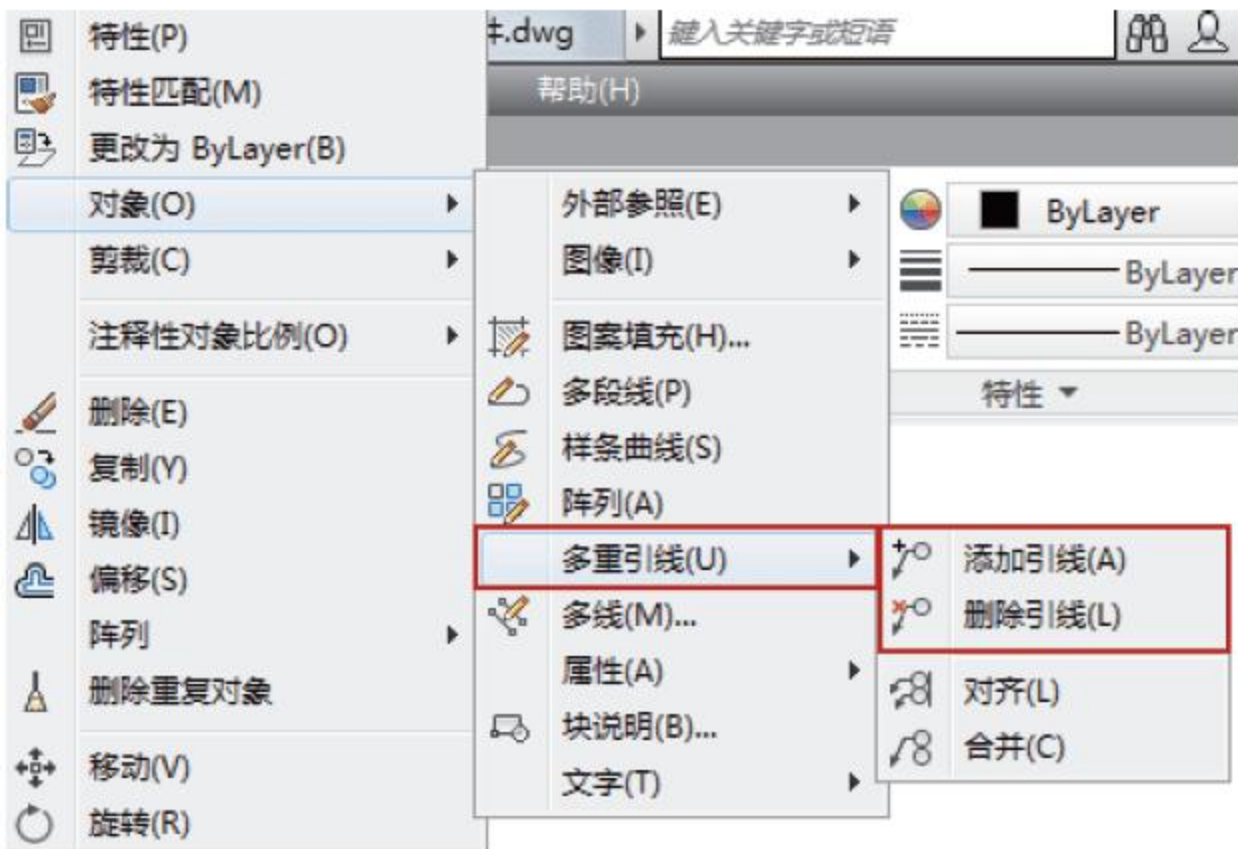 特性(P)
特性匹配(M)
更改为 ByLayer(B)
对象(O)
剪裁(C)
注释性对象比例(O)
删除(E)
复制(Y)
镜像(I)
偏移(S)
阵列
删除重复对象
移动(V)
旋转(R)
.dwg
键入关键字或短语
帮助(H)
外部参照(E)
图像(I)
图案填充(H)...
多段线(P)
样条曲线(S)
阵列(A)
多重引线(U)
多线(M)...
属性(A)
块说明(B)...
文字(T)
ByLayer
ByLayer
ByLayer
特性
添加引线(A)
删除引线(L)
对齐(L)
合并(C)